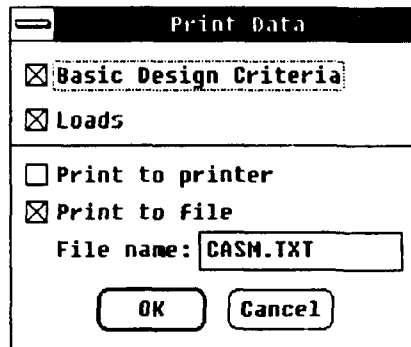 Print Data
Basic Design Criteria
Loads
Print to printer
Print to file
File name: CASM.TXT
OK Cancel